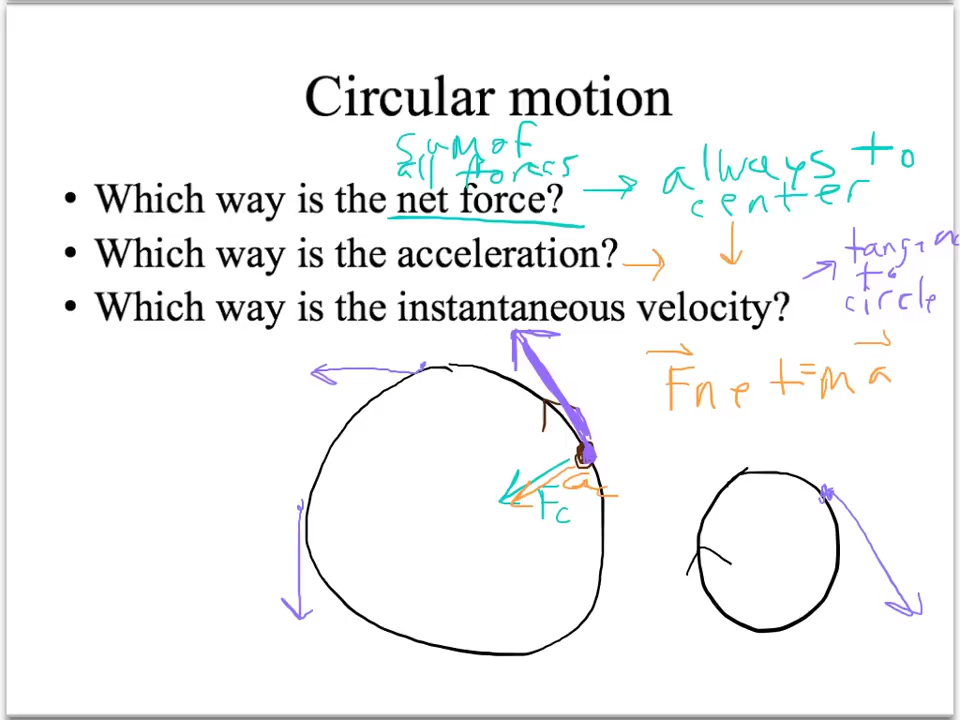 Circular motion
sum of
all forces
• Which way is the net force? → always to
center
• Which way is the acceleration? → ↓
• Which way is the instantaneous velocity? →
to
circle
Fnet = ma
Fc
ac